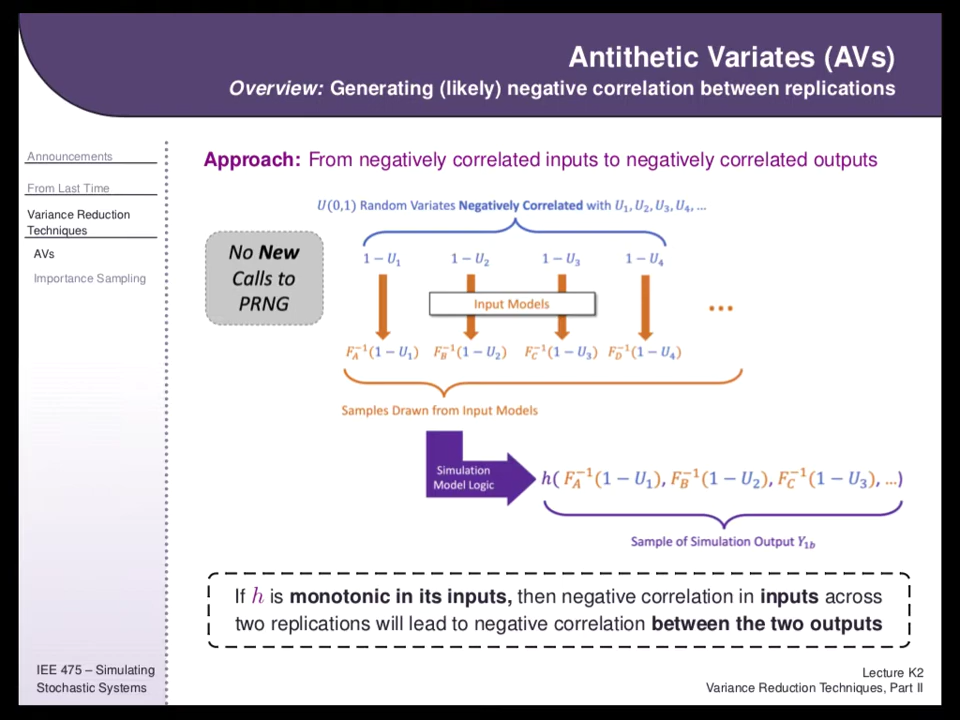 Antithetic Variates (AVs)
Overview: Generating (likely) negative correlation between replications
Announcements
From Last Time
Variance Reduction
Techniques
AVs
Importance Sampling
Approach: From negatively correlated inputs to negatively correlated outputs
U(0,1) Random Variates Negatively Correlated with U₁, U₂, U₃, U₄, ...
No New
Calls to
PRNG
1 − U₁ 1 − U₂ 1 − U₃ 1 − U₄
Input Models
...
F_A⁻¹(1 − U₁) F_B⁻¹(1 − U₂) F_C⁻¹(1 − U₃) F_D⁻¹(1 − U₄)
Samples Drawn from Input Models
Simulation
Model Logic
h( F_A⁻¹(1 − U₁), F_B⁻¹(1 − U₂), F_C⁻¹(1 − U₃), ...)
Sample of Simulation Output Y₁b
If h is monotonic in its inputs, then negative correlation in inputs across
two replications will lead to negative correlation between the two outputs
IEE 475 – Simulating
Stochastic Systems
Lecture K2
Variance Reduction Techniques, Part II